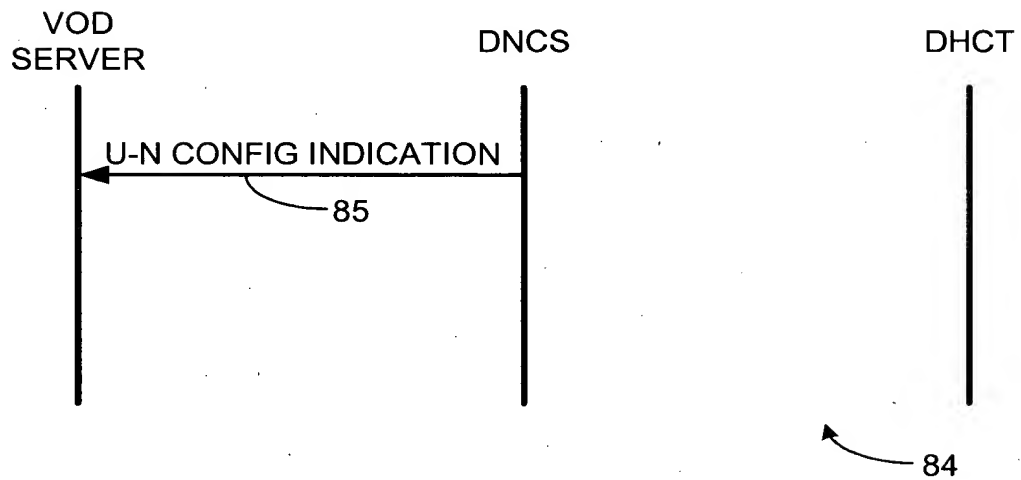 VOD
SERVER
DNCS
DHCT
U-N CONFIG INDICATION
85
84